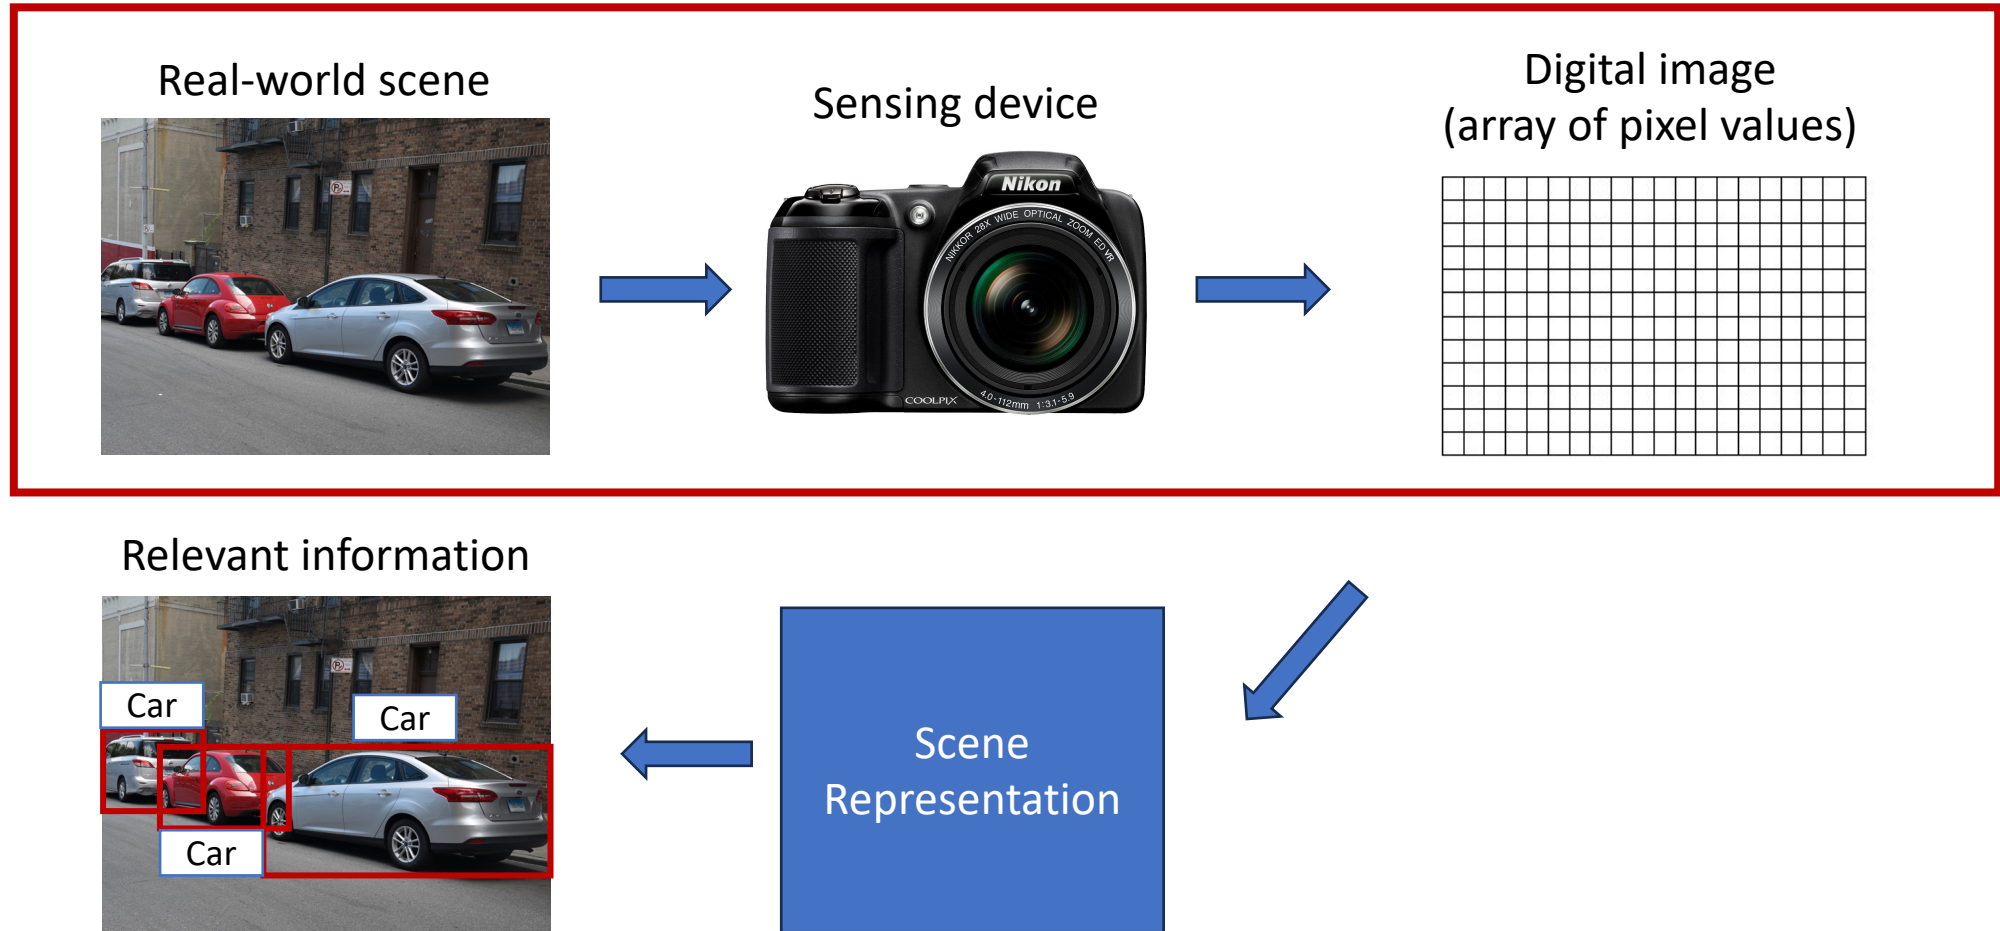 Real-world scene
Sensing device
Digital image
(array of pixel values)
Nikon
NIKKOR 28X WIDE OPTICAL ZOOM ED VR
COOLPIX
4.0-112mm 1:3.1-5.9
Relevant information
Car
Car
Car
Scene
Representation